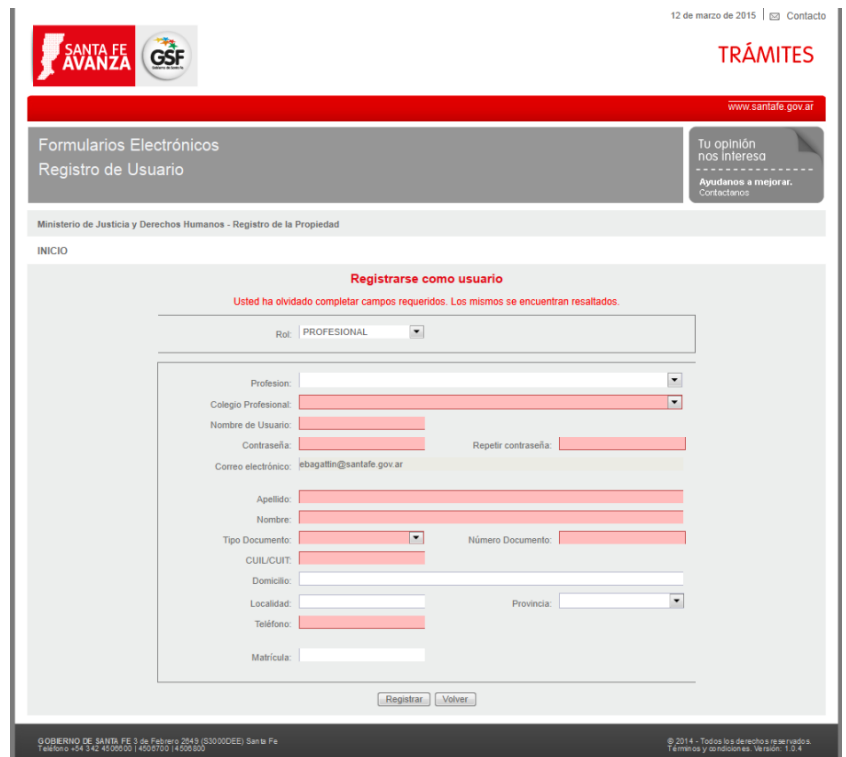 12 de marzo de 2015 | Contacto
SANTA FE
AVANZA
GSF
TRÁMITES
www.santafe.gov.ar
Formularios Electrónicos
Registro de Usuario
Tu opinión
nos interesa
Ayudanos a mejorar.
Contactanos
Ministerio de Justicia y Derechos Humanos - Registro de la Propiedad
INICIO
Registrarse como usuario
Usted ha olvidado completar campos requeridos. Los mismos se encuentran resaltados.
Rol: PROFESIONAL
Profesion:
Colegio Profesional:
Nombre de Usuario:
Contraseña: Repetir contraseña:
Correo electrónico: ebagattin@santafe.gov.ar
Apellido:
Nombre:
Tipo Documento: Número Documento:
CUIL/CUIT:
Domicilio:
Localidad: Provincia:
Teléfono:
Matrícula:
Registrar Volver
GOBIERNO DE SANTA FE 3 de Febrero 2649 (S3000DEE) Santa Fe
Teléfono +54 342 4506600 | 4506700 | 4506800
© 2014 - Todos los derechos reservados.
Términos y condiciones. Versión: 1.0.4